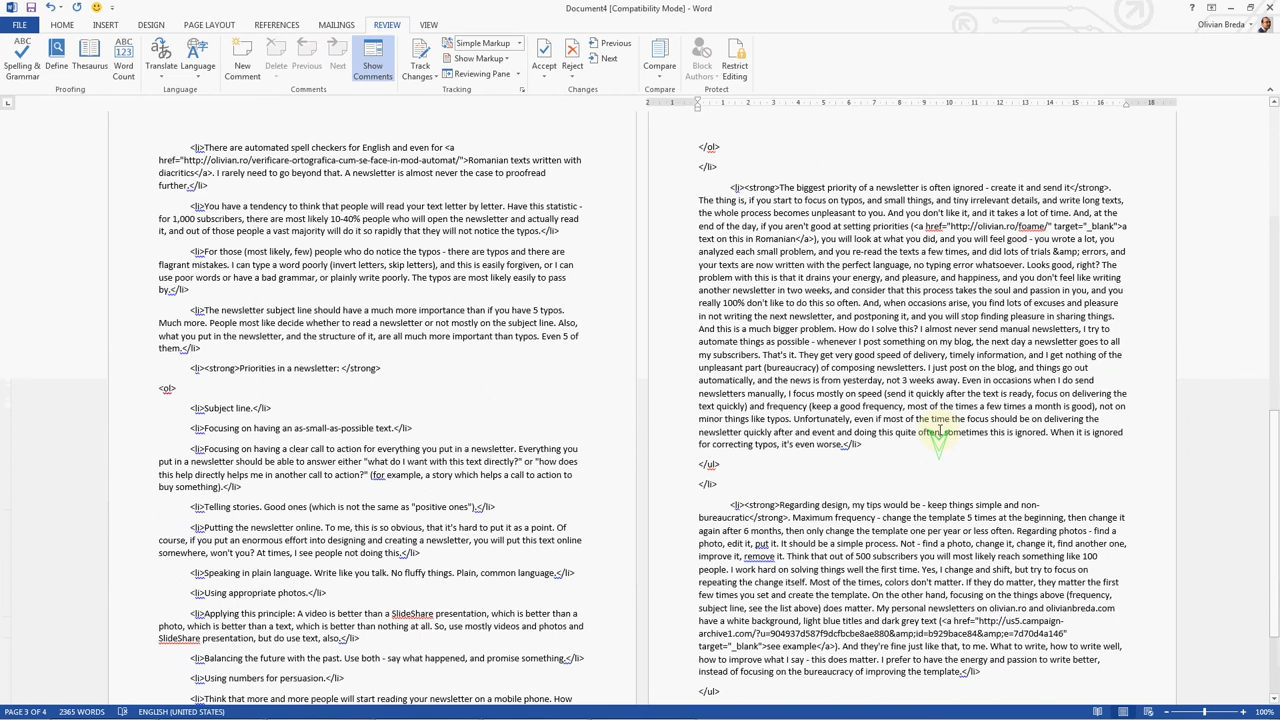 Document4 [Compatibility Mode] - Word
FILE HOME INSERT DESIGN PAGE LAYOUT REFERENCES MAILINGS REVIEW VIEW
Olivian Breda
Spelling & Grammar
Define
Thesaurus
Word Count
Translate
Language
New Comment
Delete
Previous
Next
Show Comments
Track Changes
Simple Markup
Show Markup
Reviewing Pane
Accept
Reject
Previous
Next
Compare
Block Authors
Restrict Editing
Proofing
Language
Comments
Tracking
Changes
Compare
Protect
2 1 1 2 3 4 5 6 7 8 9 10 11 12 13 14 15 16 18
<li>There are automated spell checkers for English and even for <a
href="http://olivian.ro/verificare-ortografica-cum-se-face-in-mod-automat/">Romanian texts written with
diacritics</a>. I rarely need to go beyond that. A newsletter is almost never the case to proofread
further.</li>
<li>You have a tendency to think that people will read your text letter by letter. Have this statistic -
for 1,000 subscribers, there are most likely 10-40% people who will open the newsletter and actually read
it, and out of those people a vast majority will do it so rapidly that they will not notice the typos.</li>
<li>For those (most likely, few) people who do notice the typos - there are typos and there are
flagrant mistakes. I can type a word poorly (invert letters, skip letters), and this is easily forgiven, or I can
use poor words or have a bad grammar, or plainly write poorly. The typos are most likely easily to pass
by.</li>
<li>The newsletter subject line should have a much more importance than if you have 5 typos.
Much more. People most like decide whether to read a newsletter or not mostly on the subject line. Also,
what you put in the newsletter, and the structure of it, are all much more important than typos. Even 5 of
them.</li>
<li><strong>Priorities in a newsletter: </strong>
<ol>
<li>Subject line.</li>
<li>Focusing on having an as-small-as-possible text.</li>
<li>Focusing on having a clear call to action for everything you put in a newsletter. Everything you
put in a newsletter should be able to answer either "what do I want with this text directly?" or "how does
this help directly helps me in another call to action?" (for example, a story which helps a call to action to
buy something).</li>
<li>Telling stories. Good ones (which is not the same as "positive ones").</li>
<li>Putting the newsletter online. To me, this is so obvious, that it's hard to put it as a point. Of
course, if you put an enormous effort into designing and creating a newsletter, you will put this text online
somewhere, won't you? At times, I see people not doing this.</li>
<li>Speaking in plain language. Write like you talk. No fluffy things. Plain, common language.</li>
<li>Using appropriate photos.</li>
<li>Applying this principle: A video is better than a SlideShare presentation, which is better than a
photo, which is better than a text, which is better than nothing at all. So, use mostly videos and photos and
SlideShare presentation, but do use text, also.</li>
<li>Balancing the future with the past. Use both - say what happened, and promise something.</li>
<li>Using numbers for persuasion.</li>
<li>Think that more and more people will start reading your newsletter on a mobile phone. How
</ol>
</li>
<li><strong>The biggest priority of a newsletter is often ignored - create it and send it</strong>.
The thing is, if you start to focus on typos, and small things, and tiny irrelevant details, and write long texts,
the whole process becomes unpleasant to you. And you don't like it, and it takes a lot of time. And, at the
end of the day, if you aren't good at setting priorities (<a href="http://olivian.ro/foame/" target="_blank">a
text on this in Romanian</a>), you will look at what you did, and you will feel good - you wrote a lot, you
analyzed each small problem, and you re-read the texts a few times, and did lots of trials &amp; errors, and
your texts are now written with the perfect language, no typing error whatsoever. Looks good, right? The
problem with this is that it drains your energy, and pleasure, and happiness, and you don't feel like writing
another newsletter in two weeks, and consider that this process takes the soul and passion in you, and you
really 100% don't like to do this so often. And, when occasions arise, you find lots of excuses and pleasure
in not writing the next newsletter, and postponing it, and you will stop finding pleasure in sharing things.
And this is a much bigger problem. How do I solve this? I almost never send manual newsletters, I try to
automate things as possible - whenever I post something on my blog, the next day a newsletter goes to all
my subscribers. That's it. They get very good speed of delivery, timely information, and I get nothing of the
unpleasant part (bureaucracy) of composing newsletters. I just post on the blog, and things go out
automatically, and the news is from yesterday, not 3 weeks away. Even in occasions when I do send
newsletters manually, I focus mostly on speed (send it quickly after the text is ready, focus on delivering the
text quickly) and frequency (keep a good frequency, most of the times a few times a month is good), not on
minor things like typos. Unfortunately, even if most of the time the focus should be on delivering the
newsletter quickly after and event and doing this quite often, sometimes this is ignored. When it is ignored
for correcting typos, it's even worse.</li>
</ul>
</li>
<li><strong>Regarding design, my tips would be - keep things simple and non-
bureaucratic</strong>. Maximum frequency - change the template 5 times at the beginning, then change it
again after 6 months, then only change the template one per year or less often. Regarding photos - find a
photo, edit it, put it. It should be a simple process. Not - find a photo, change it, change it, find another one,
improve it, remove it. Think that out of 500 subscribers you will most likely reach something like 100
people. I work hard on solving things well the first time. Yes, I change and shift, but try to focus on
repeating the change itself. Most of the times, colors don't matter. If they do matter, they matter the first
few times you set and create the template. On the other hand, focusing on the things above (frequency,
subject line, see the list above) does matter. My personal newsletters on olivian.ro and olivianbreda.com
have a white background, light blue titles and dark grey text (<a href="http://us5.campaign-
archive1.com/?u=904937d587f9dcfbcbe8ae880&amp;id=b929bace84&amp;e=7d70d4a146"
target="_blank">see example</a>). And they're fine just like that, to me. What to write, how to write well,
how to improve what I say - this does matter. I prefer to have the energy and passion to write better,
instead of focusing on the bureaucracy of improving the template.</li>
</ul>
PAGE 3 OF 4 2365 WORDS ENGLISH (UNITED STATES) 100%